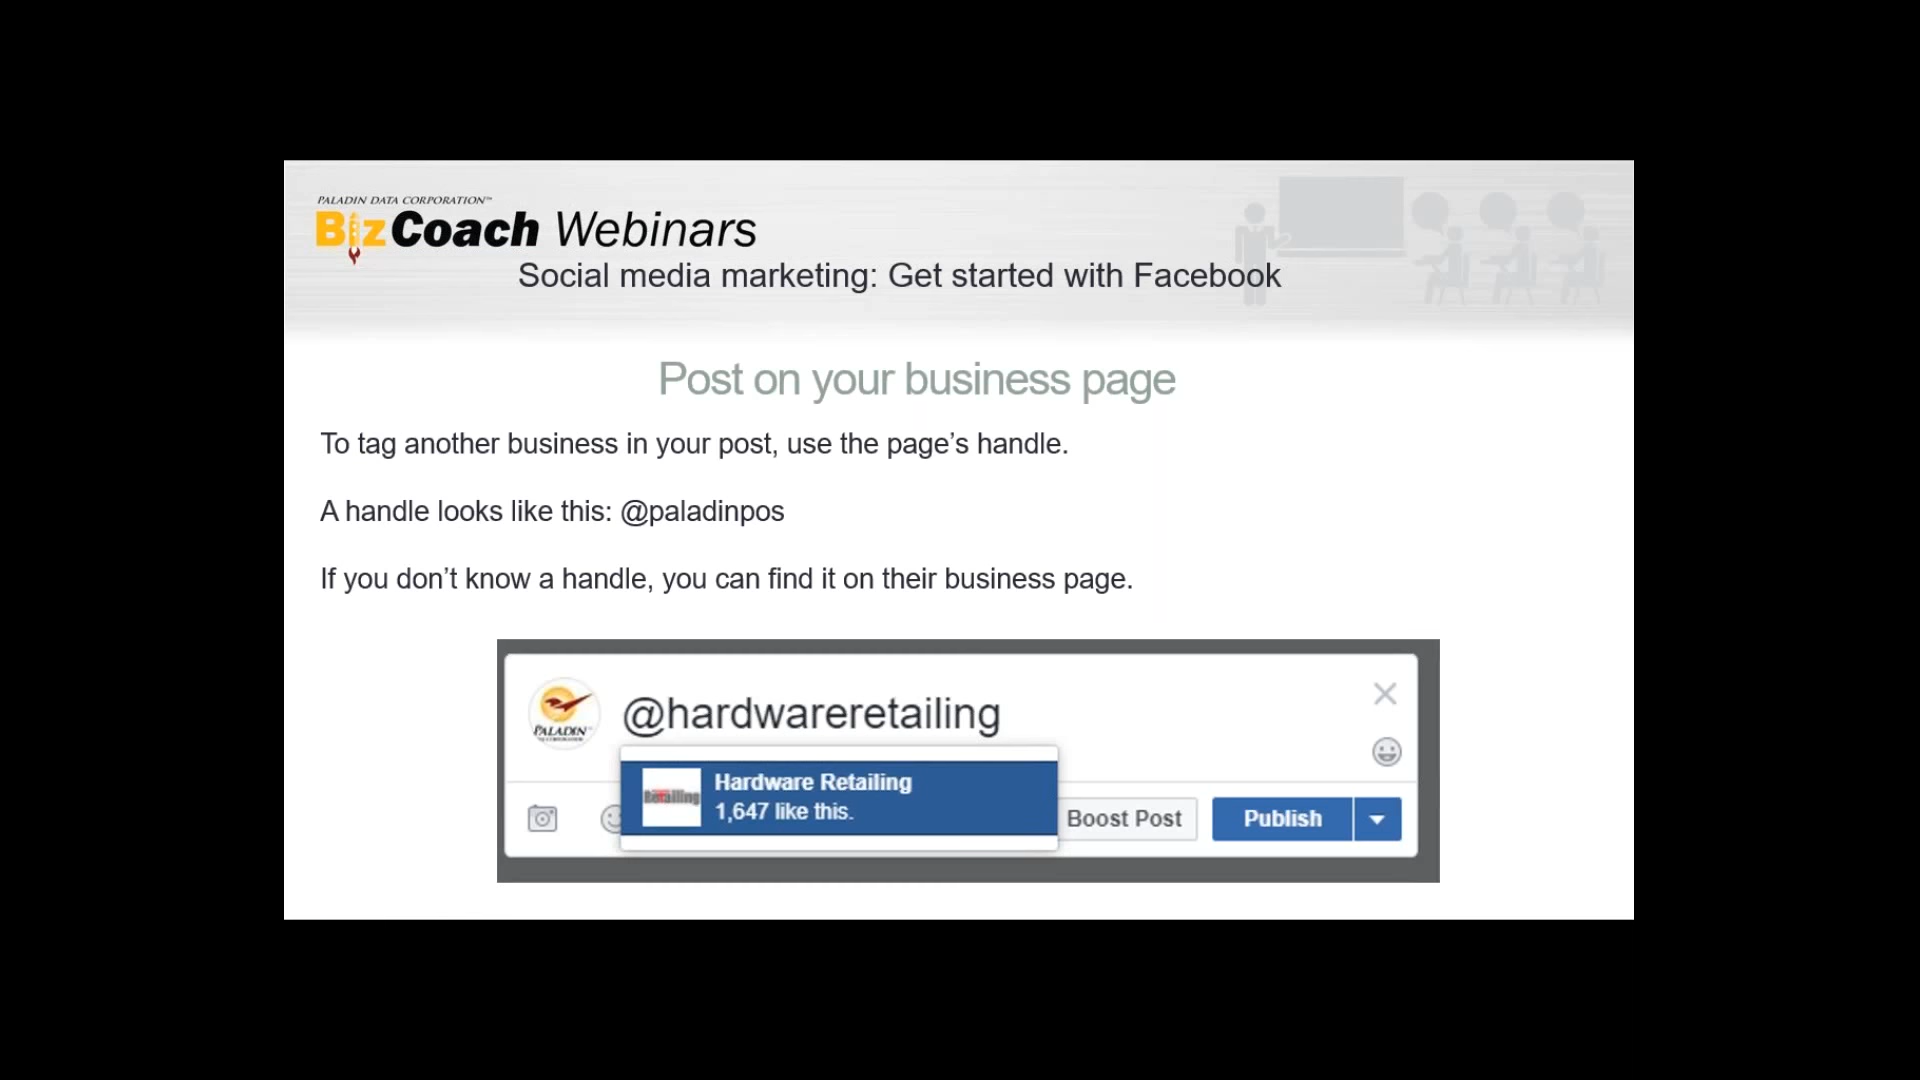 PALADIN DATA CORPORATION™
BizCoach Webinars
Social media marketing: Get started with Facebook
Post on your business page
To tag another business in your post, use the page’s handle.
A handle looks like this: @paladinpos
If you don’t know a handle, you can find it on their business page.
@hardwareretailing
PALADIN
Hardware Retailing
Retailing
1,647 like this.
Boost Post
Publish